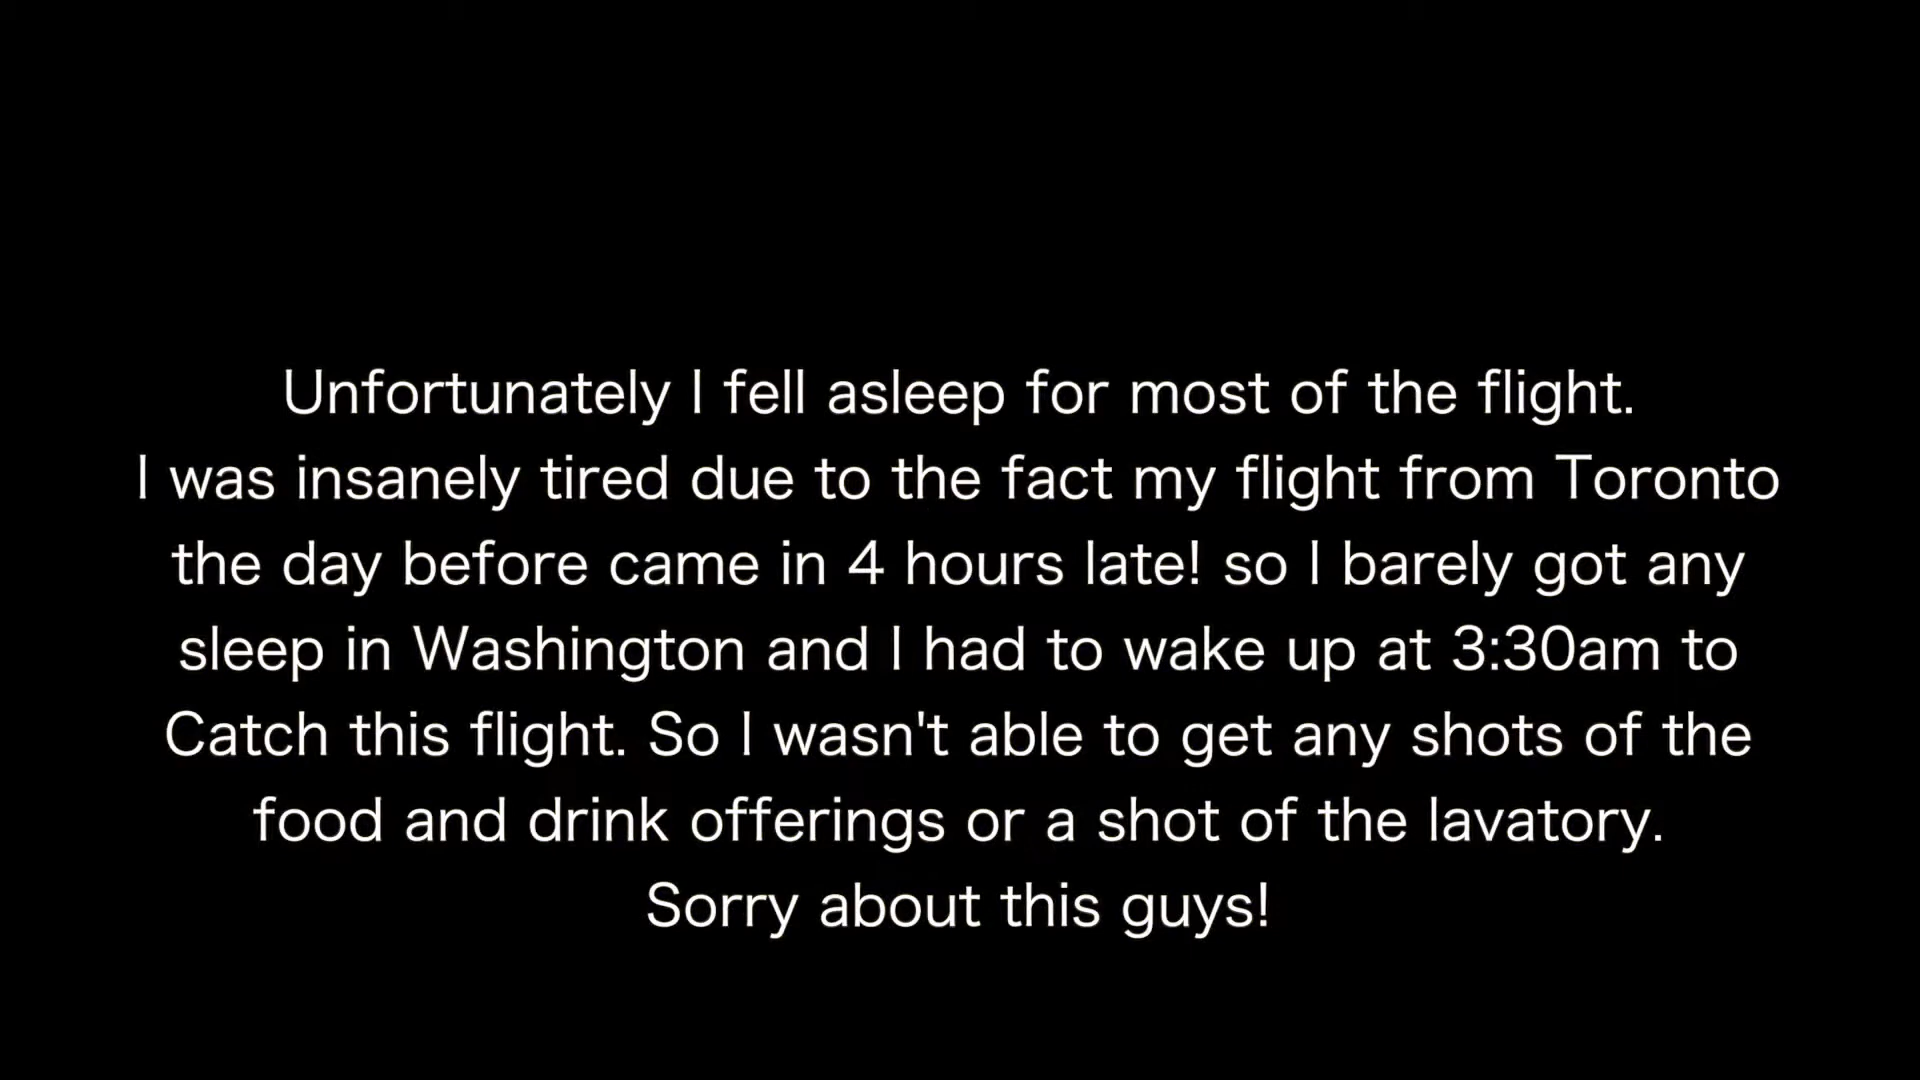 Unfortunately I fell asleep for most of the flight.
I was insanely tired due to the fact my flight from Toronto
the day before came in 4 hours late! so I barely got any
sleep in Washington and I had to wake up at 3:30am to
Catch this flight. So I wasn't able to get any shots of the
food and drink offerings or a shot of the lavatory.
Sorry about this guys!